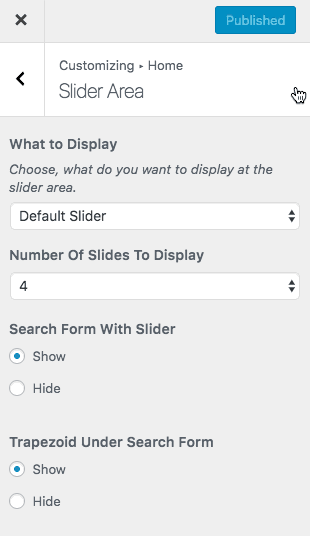 Published
Customizing ▸ Home
Slider Area
What to Display
Choose, what do you want to display at the
slider area.
Default Slider
Number Of Slides To Display
4
Search Form With Slider
Show
Hide
Trapezoid Under Search Form
Show
Hide